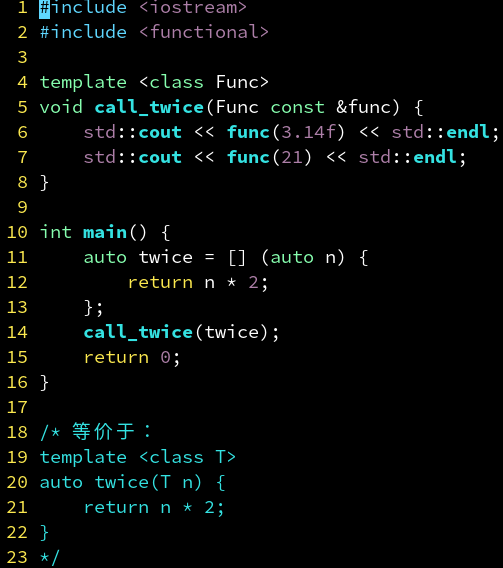 1 #include <iostream>
2 #include <functional>
3
4 template <class Func>
5 void call_twice(Func const &func) {
6     std::cout << func(3.14f) << std::endl;
7     std::cout << func(21) << std::endl;
8 }
9
10 int main() {
11     auto twice = [] (auto n) {
12         return n * 2;
13     };
14     call_twice(twice);
15     return 0;
16 }
17
18 /* 等价于：
19 template <class T>
20 auto twice(T n) {
21     return n * 2;
22 }
23 */